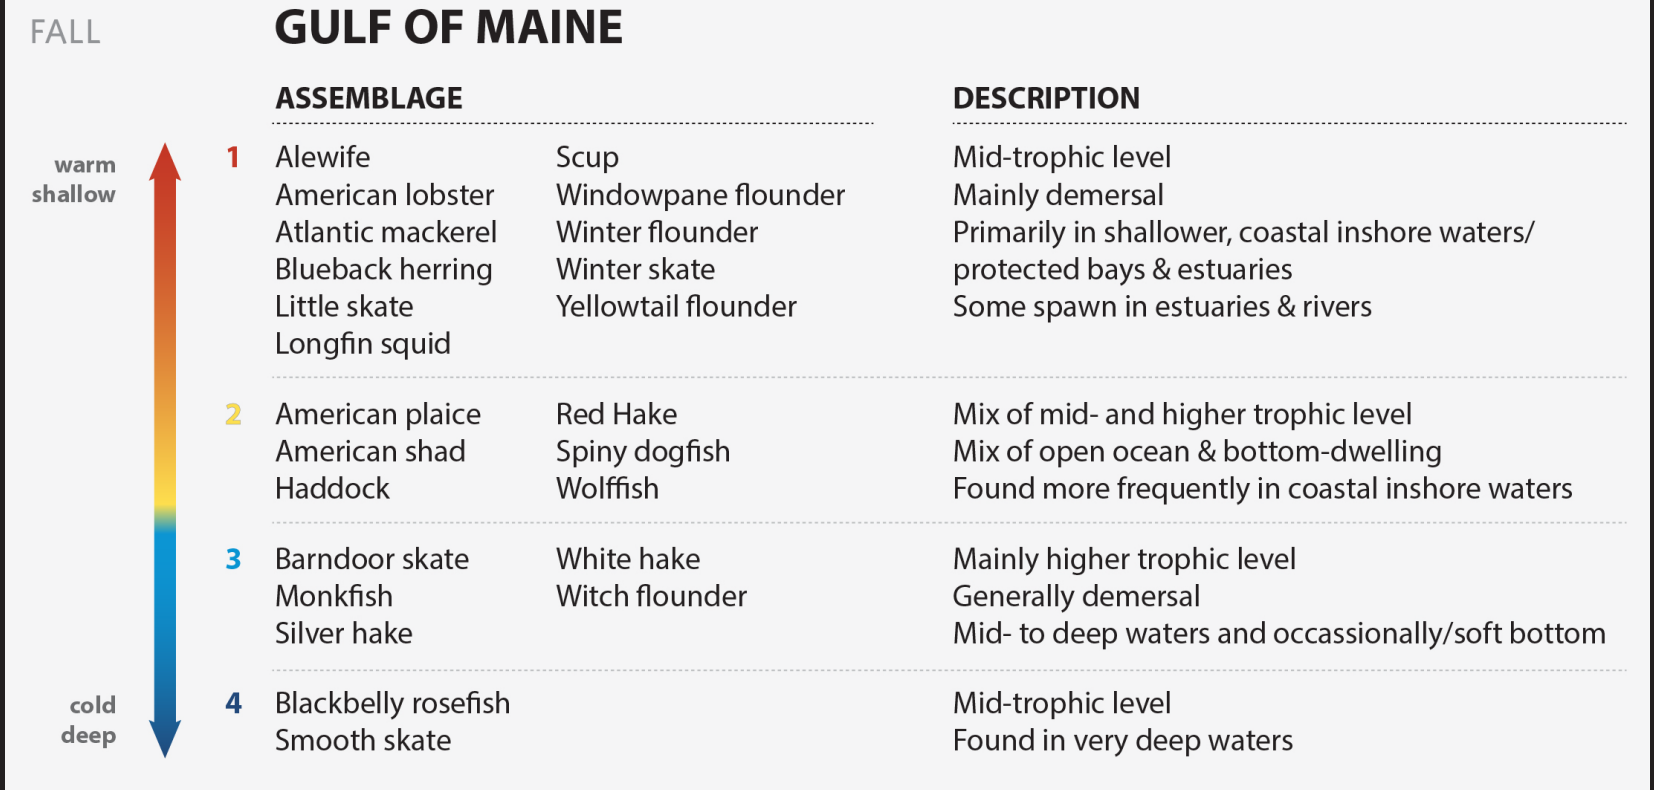 FALL
GULF OF MAINE
ASSEMBLAGE
DESCRIPTION
warm
shallow
1
Alewife
American lobster
Atlantic mackerel
Blueback herring
Little skate
Longfin squid
Scup
Windowpane flounder
Winter flounder
Winter skate
Yellowtail flounder
Mid-trophic level
Mainly demersal
Primarily in shallower, coastal inshore waters/
protected bays & estuaries
Some spawn in estuaries & rivers
2
American plaice
American shad
Haddock
Red Hake
Spiny dogfish
Wolffish
Mix of mid- and higher trophic level
Mix of open ocean & bottom-dwelling
Found more frequently in coastal inshore waters
3
Barndoor skate
Monkfish
Silver hake
White hake
Witch flounder
Mainly higher trophic level
Generally demersal
Mid- to deep waters and occassionally/soft bottom
cold
deep
4
Blackbelly rosefish
Smooth skate
Mid-trophic level
Found in very deep waters